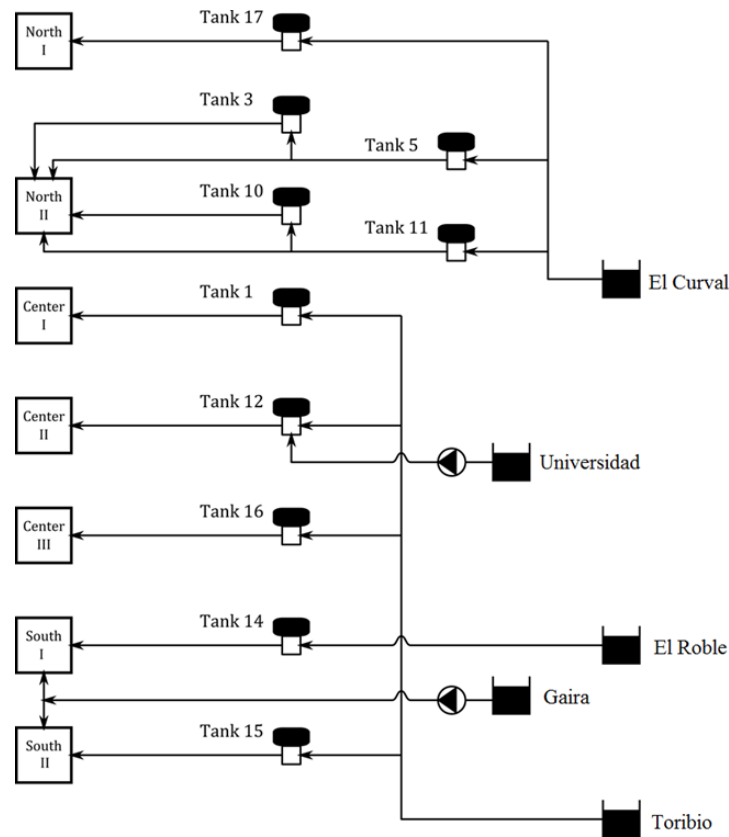 Tank 17
North
I
Tank 3
Tank 5
North
II
Tank 10
Tank 11
El Curval
Center
I
Tank 1
Center
II
Tank 12
Universidad
Center
III
Tank 16
South
I
Tank 14
El Roble
Gaira
South
II
Tank 15
Toribio